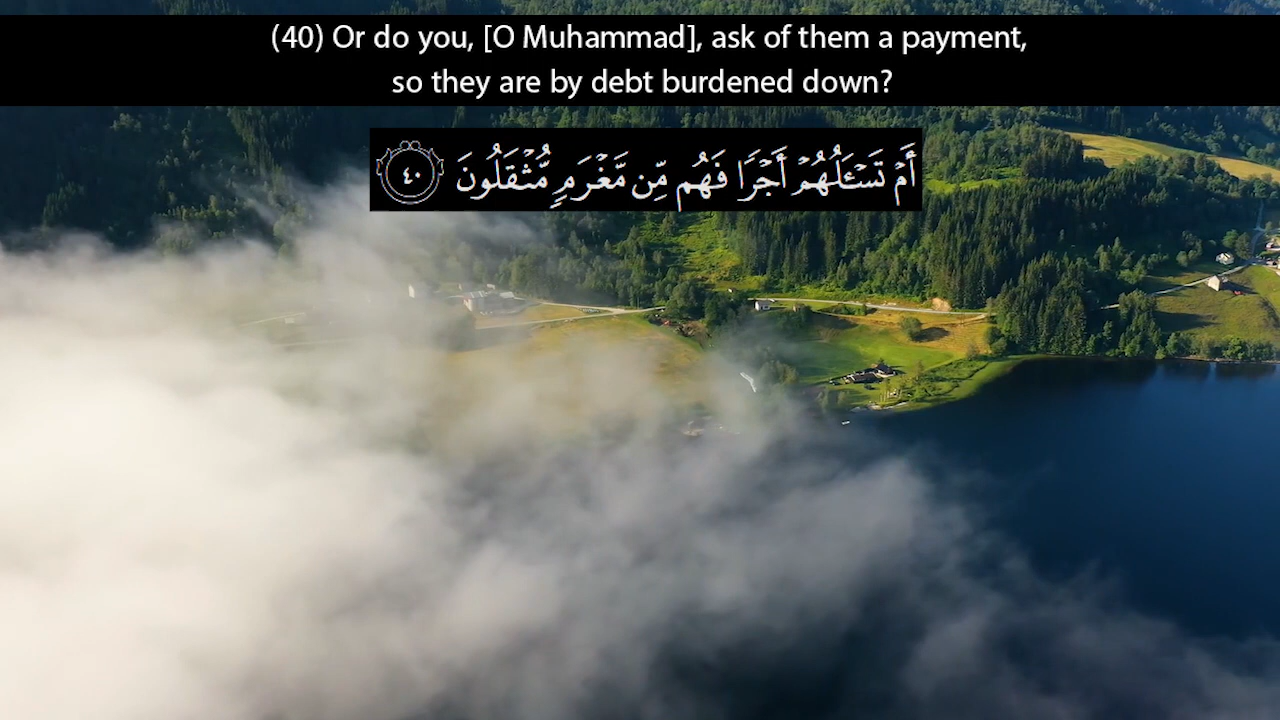 (40) Or do you, [O Muhammad], ask of them a payment,
so they are by debt burdened down?
أَمْ تَسْـَٔلُهُمْ أَجْرًا فَهُم مِّن مَّغْرَمٍ مُّثْقَلُونَ ٤٠